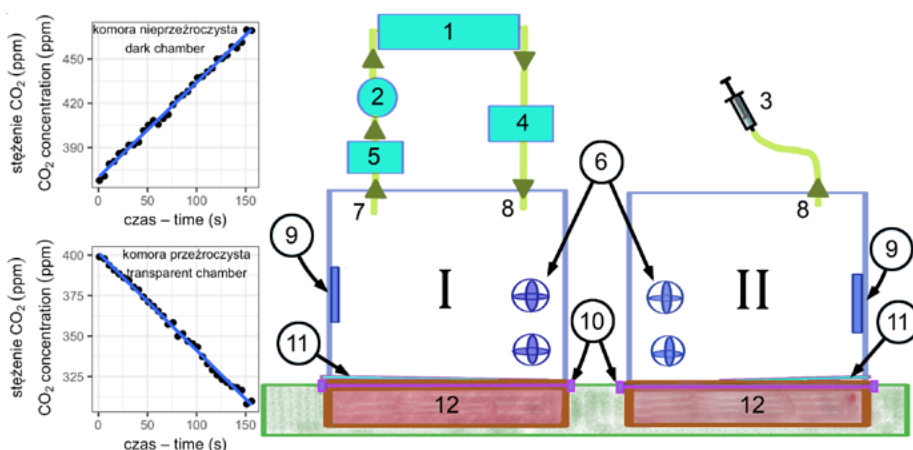 stężenie CO₂ (ppm)
CO₂ concentration (ppm)
komora nieprzeźroczysta
dark chamber
450
420
390
0 50 100 150
czas – time (s)
stężenie CO₂ (ppm)
CO₂ concentration (ppm)
komora przeźroczysta
transparent chamber
400
375
350
325
0 50 100 150
czas – time (s)
1
2
3
4
5
6
7
8
8
9
I
II
9
10
11
11
12
12